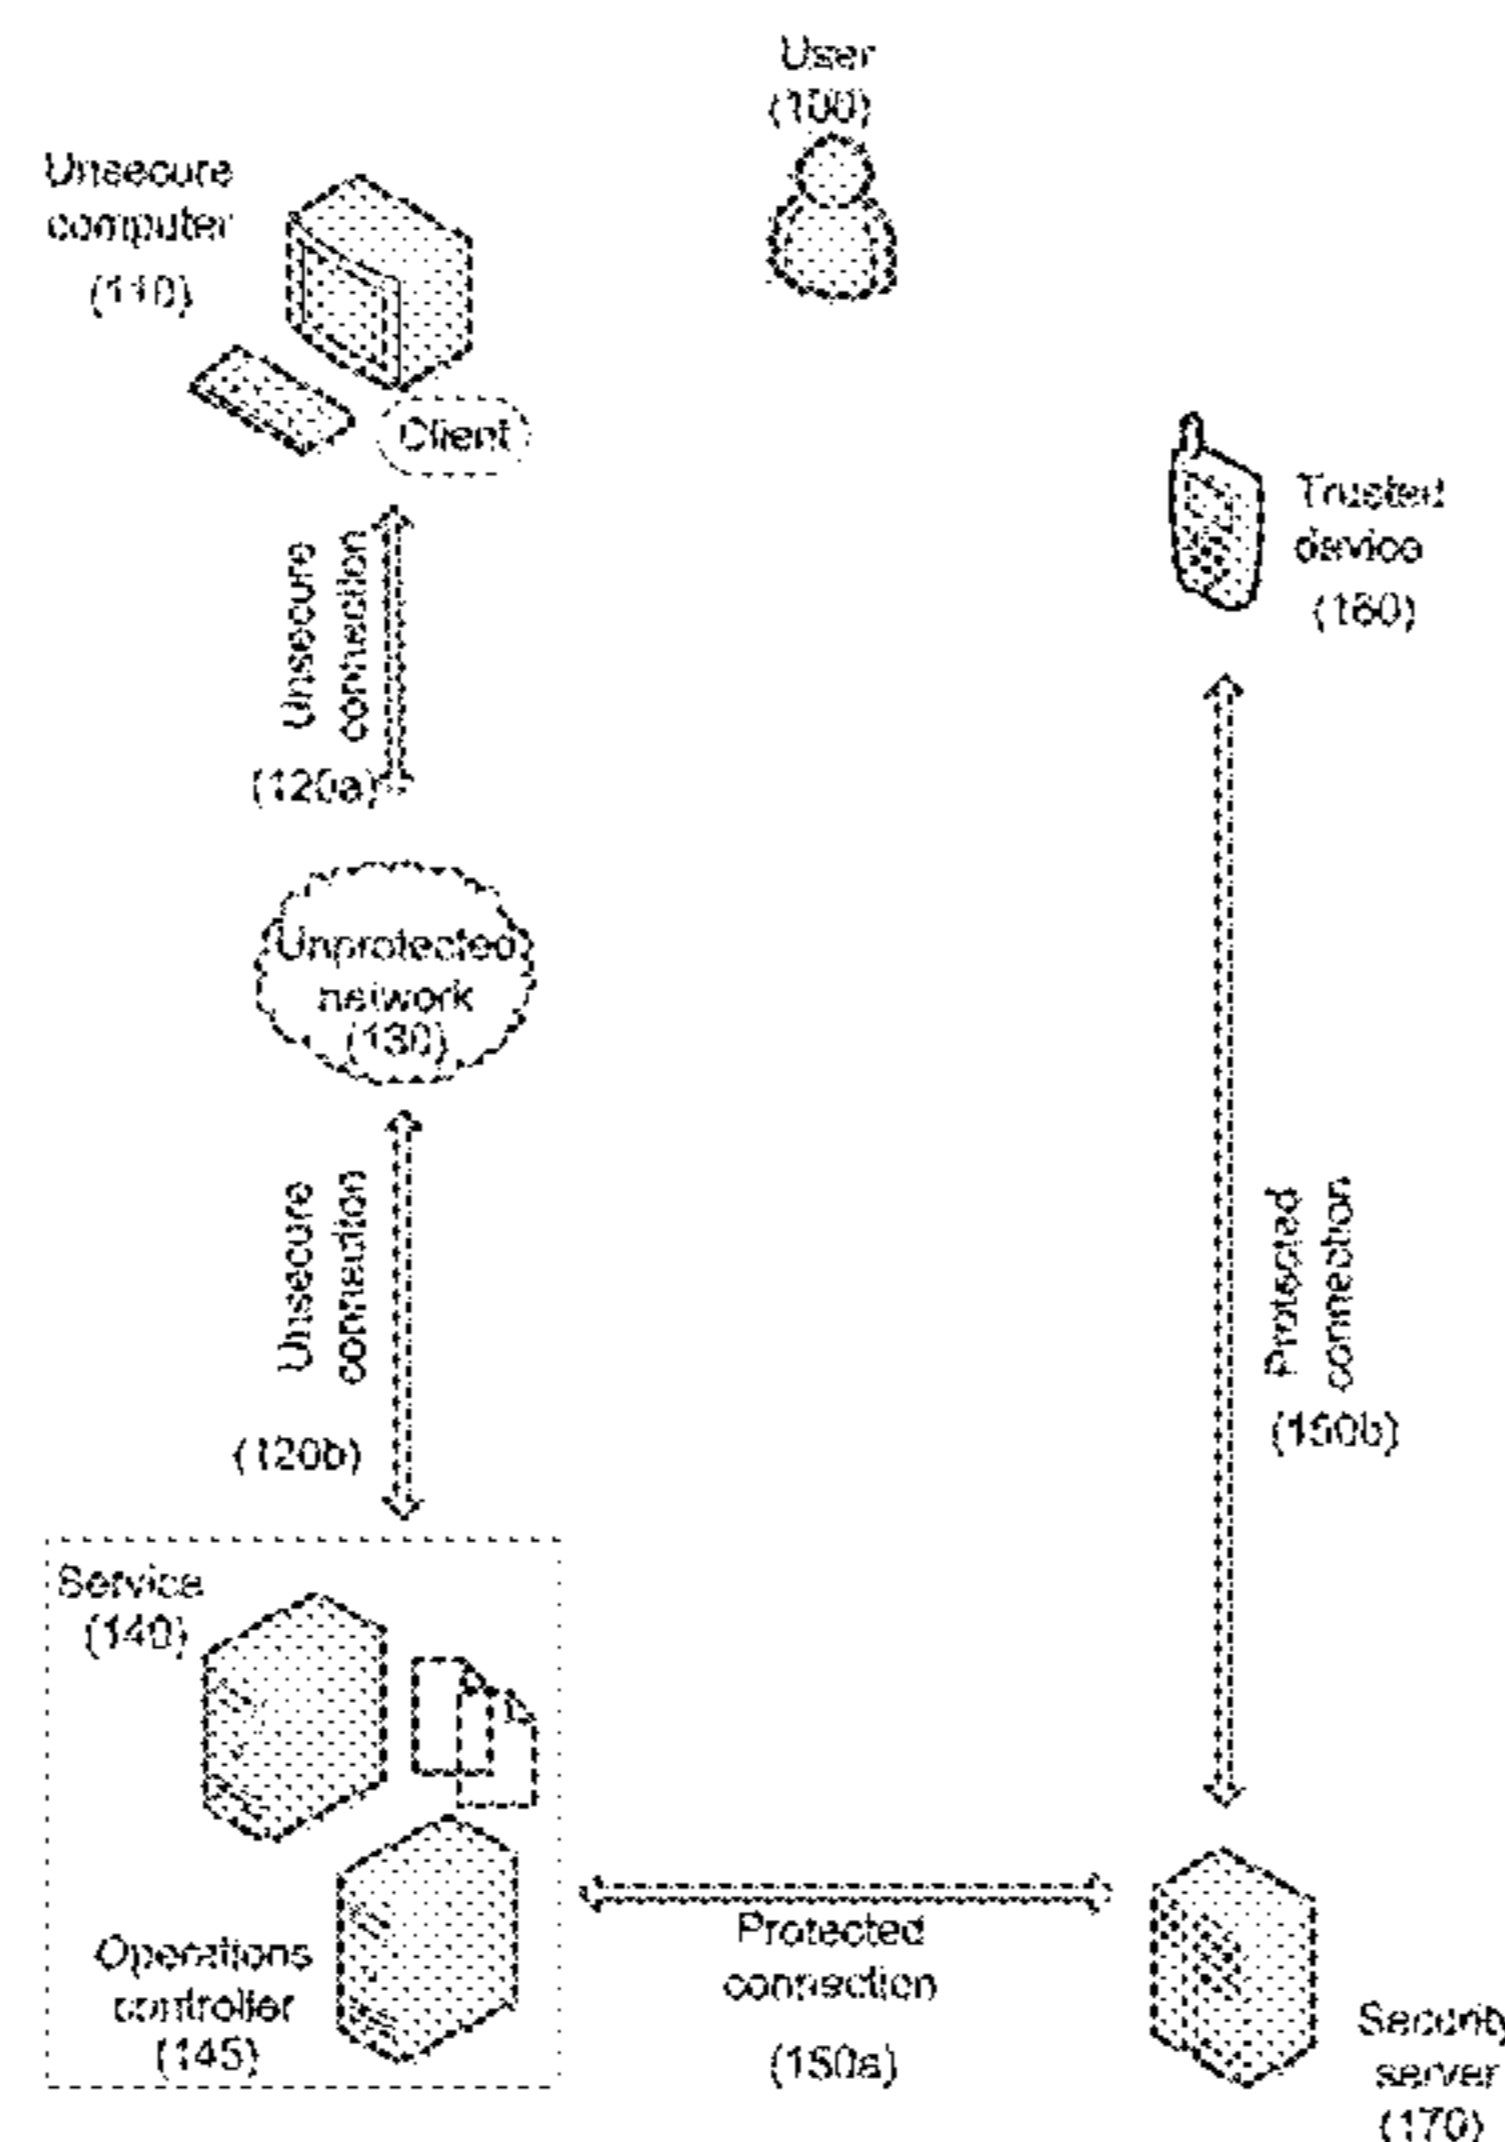 User
(100)
Unsecure
computer
(110)
Client
Trusted
device
(160)
Unsecure
connection
(120a)
Unprotected
network
(130)
Unsecure
connection
(120b)
Protected
connection
(150b)
Service
(140)
Operations
controller
(145)
Protected
connection
(150a)
Security
server
(170)